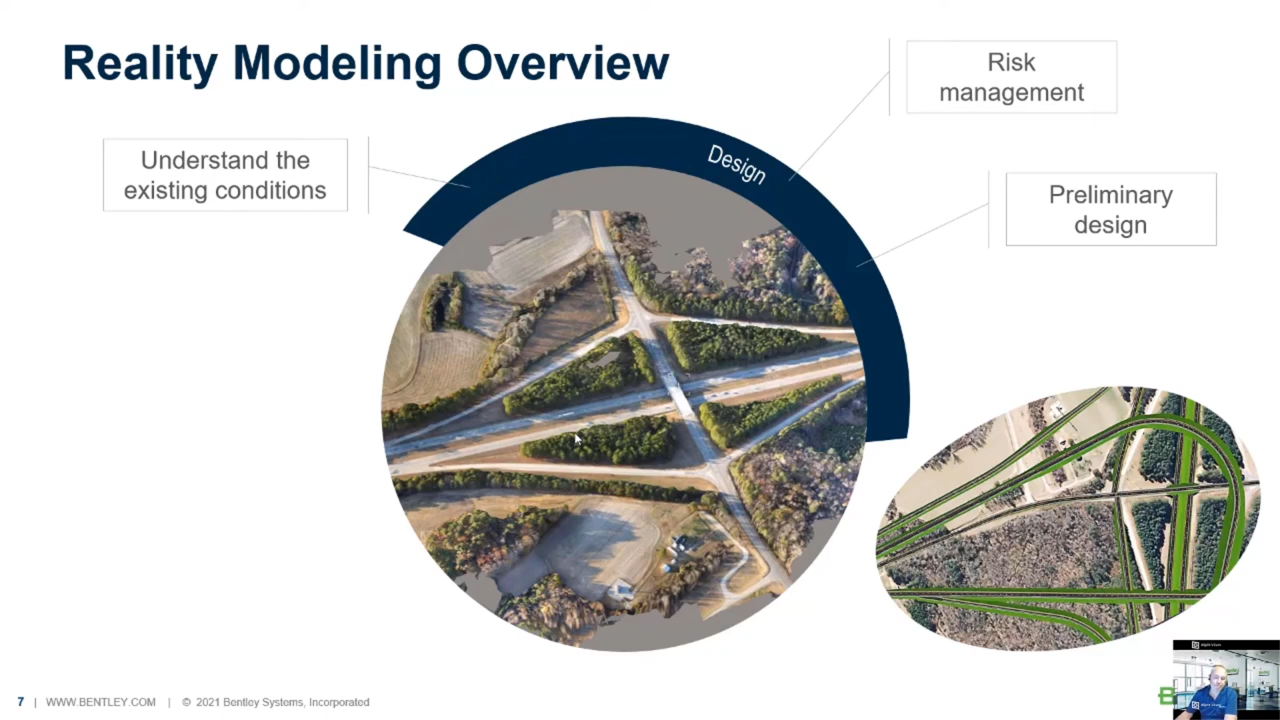 Reality Modeling Overview
Risk
management
Understand the
existing conditions
Design
Preliminary
design
7 | WWW.BENTLEY.COM | © 2021 Bentley Systems, Incorporated
B